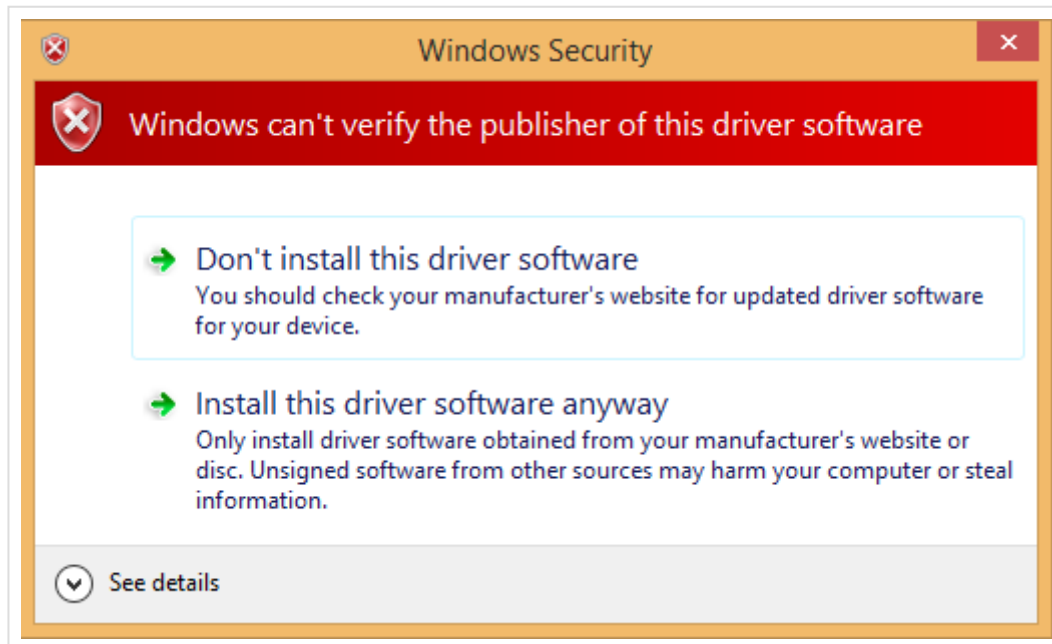 Windows Security
Windows can't verify the publisher of this driver software
Don't install this driver software
You should check your manufacturer's website for updated driver software
for your device.
Install this driver software anyway
Only install driver software obtained from your manufacturer's website or
disc. Unsigned software from other sources may harm your computer or steal
information.
See details